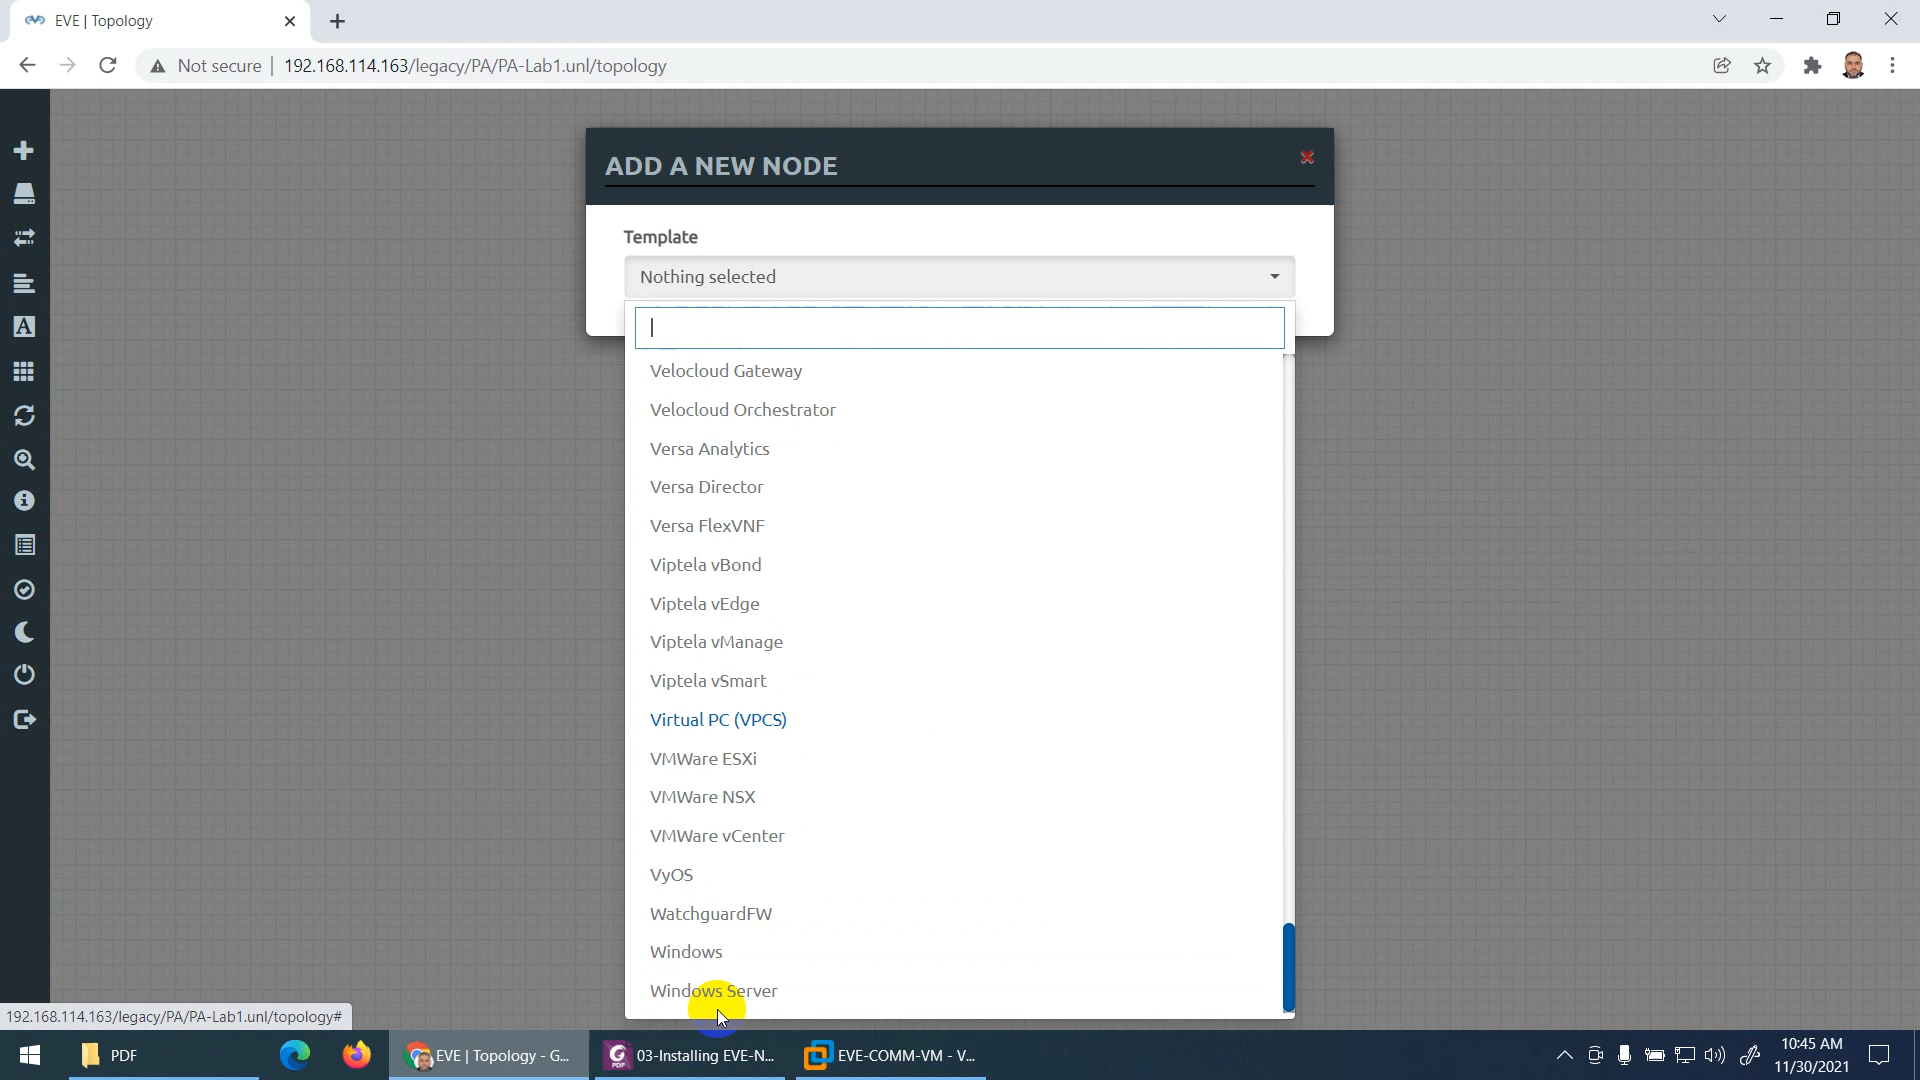 EVE | Topology
Not secure
192.168.114.163/legacy/PA/PA-Lab1.unl/topology
ADD A NEW NODE
Template
Nothing selected
Velocloud Gateway
Velocloud Orchestrator
Versa Analytics
Versa Director
Versa FlexVNF
Viptela vBond
Viptela vEdge
Viptela vManage
Viptela vSmart
Virtual PC (VPCS)
VMWare ESXi
VMWare NSX
VMWare vCenter
VyOS
WatchguardFW
Windows
Windows Server
192.168.114.163/legacy/PA/PA-Lab1.unl/topology#
PDF
EVE | Topology - G...
PDF
03-Installing EVE-N...
EVE-COMM-VM - V...
10:45 AM
11/30/2021